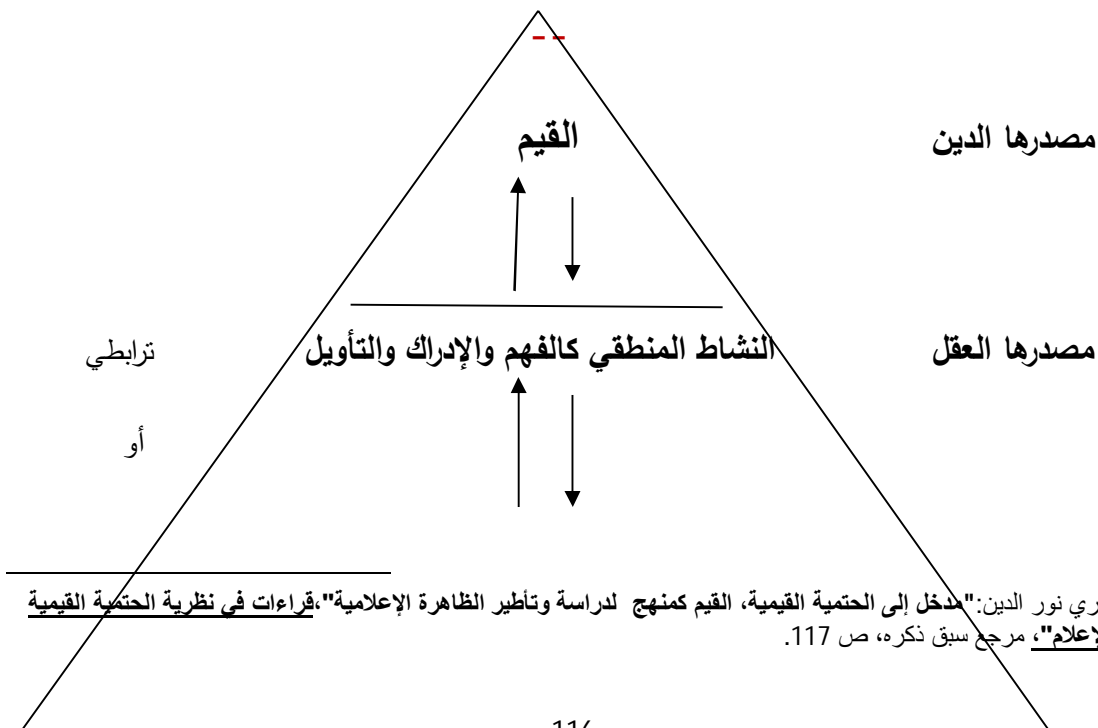 القيم
مصدرها الدين
مصدرها العقل
النشاط المنطقي كالفهم والإدراك والتأويل
ترابطي
أو
ري نور الدين:"مدخل إلى الحتمية القيمية، القيم كمنهج لدراسة وتأطير الظاهرة الإعلامية"،قراءات في نظرية الحتمية القيمية
لإعلام"، مرجع سبق ذكره، ص 117.